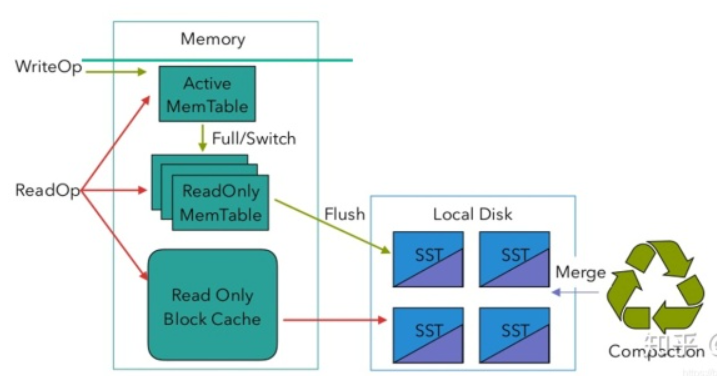 Memory
WriteOp
Active
MemTable
Full/Switch
ReadOp
ReadOnly
MemTable
Flush
Local Disk
SST
SST
Merge
Read Only
Block Cache
SST
SST
Compaction
知乎 @